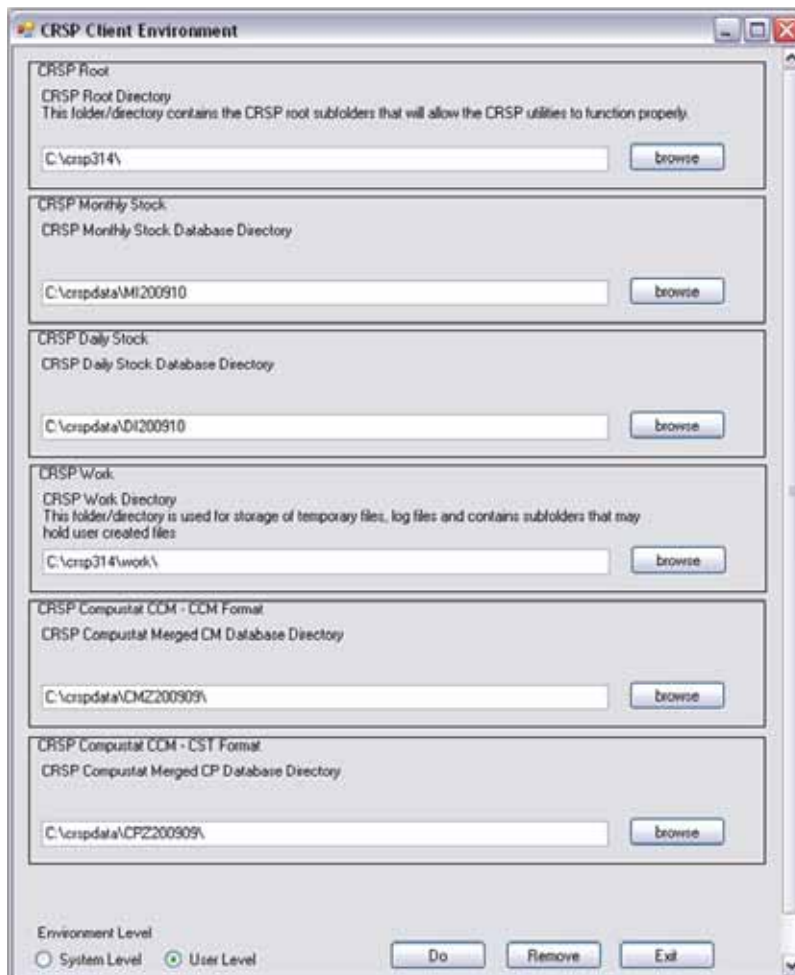 CRSP Client Environment
CRSP Root
CRSP Root Directory
This folder/directory contains the CRSP root subfolders that will allow the CRSP utilities to function properly.
C:\crsp314\
browse
CRSP Monthly Stock
CRSP Monthly Stock Database Directory
C:\crspdata\MI200910
browse
CRSP Daily Stock
CRSP Daily Stock Database Directory
C:\crspdata\DI200910
browse
CRSP Work
CRSP Work Directory
This folder/directory is used for storage of temporary files, log files and contains subfolders that may
hold user created files
C:\crsp314\work\
browse
CRSP Compustat CCM - CCM Format
CRSP Compustat Merged CM Database Directory
C:\crspdata\CMZ200909\
browse
CRSP Compustat CCM - CST Format
CRSP Compustat Merged CP Database Directory
C:\crspdata\CPZ200909\
browse
Environment Level
System Level User Level Do Remove Exit